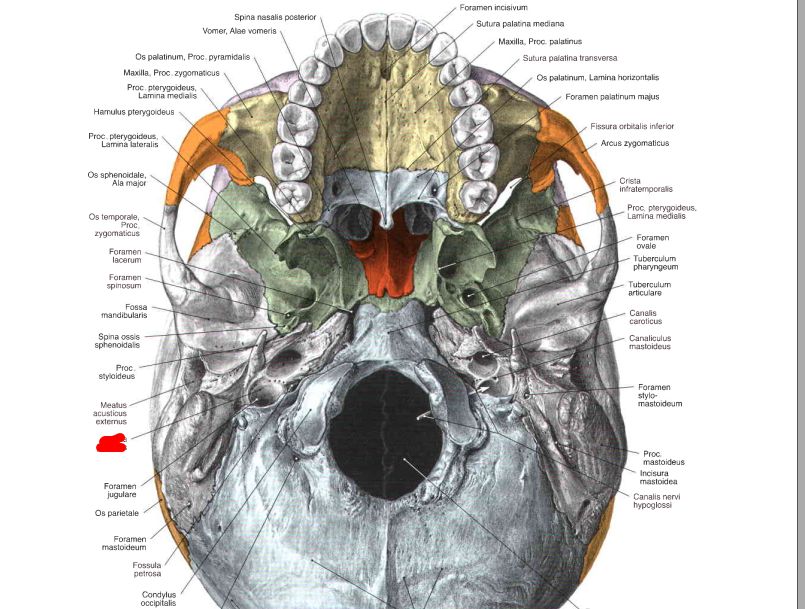 Spina nasalis posterior
Vomer, Alae vomeris
Os palatinum, Proc. pyramidalis
Maxilla, Proc. zygomaticus
Proc. pterygoideus,
Lamina medialis
Hamulus pterygoideus
Proc. pterygoideus,
Lamina lateralis
Os sphenoidale,
Ala major
Os temporale,
Proc.
zygomaticus
Foramen
lacerum
Foramen
spinosum
Fossa
mandibularis
Spina ossis
sphenoidalis
Proc.
styloideus
Meatus
acusticus
externus
Foramen
jugulare
Os parietale
Foramen
mastoideum
Fossula
petrosa
Condylus
occipitalis
Foramen incisivum
Sutura palatina mediana
Maxilla, Proc. palatinus
Sutura palatina transversa
Os palatinum, Lamina horizontalis
Foramen palatinum majus
Fissura orbitalis inferior
Arcus zygomaticus
Crista
infratemporalis
Proc. pterygoideus,
Lamina medialis
Foramen
ovale
Tuberculum
pharyngeum
Tuberculum
articulare
Canalis
caroticus
Canaliculus
mastoideus
Foramen
stylo-
mastoideum
Proc.
mastoideus
Incisura
mastoidea
Canalis nervi
hypoglossi